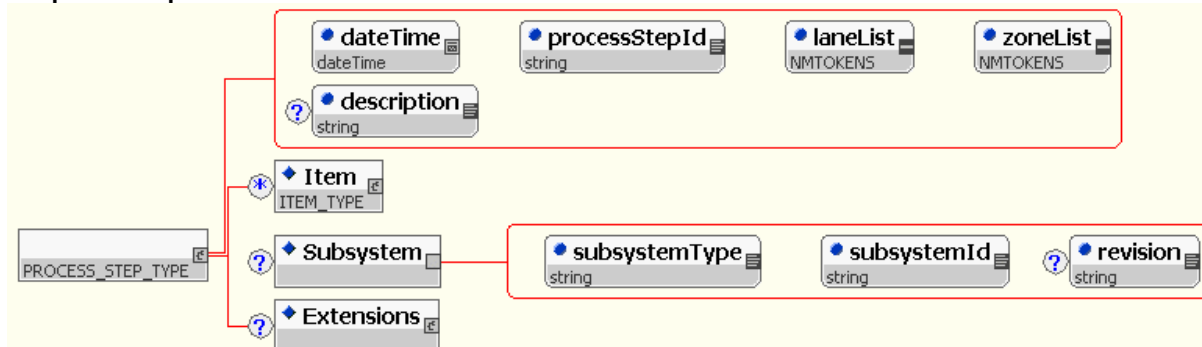 dateTime
dateTime
processStepId
string
laneList
NMTOKENS
zoneList
NMTOKENS
?
description
string
*
Item
ITEM_TYPE
PROCESS_STEP_TYPE
?
Subsystem
subsystemType
string
subsystemId
string
?
revision
string
?
Extensions